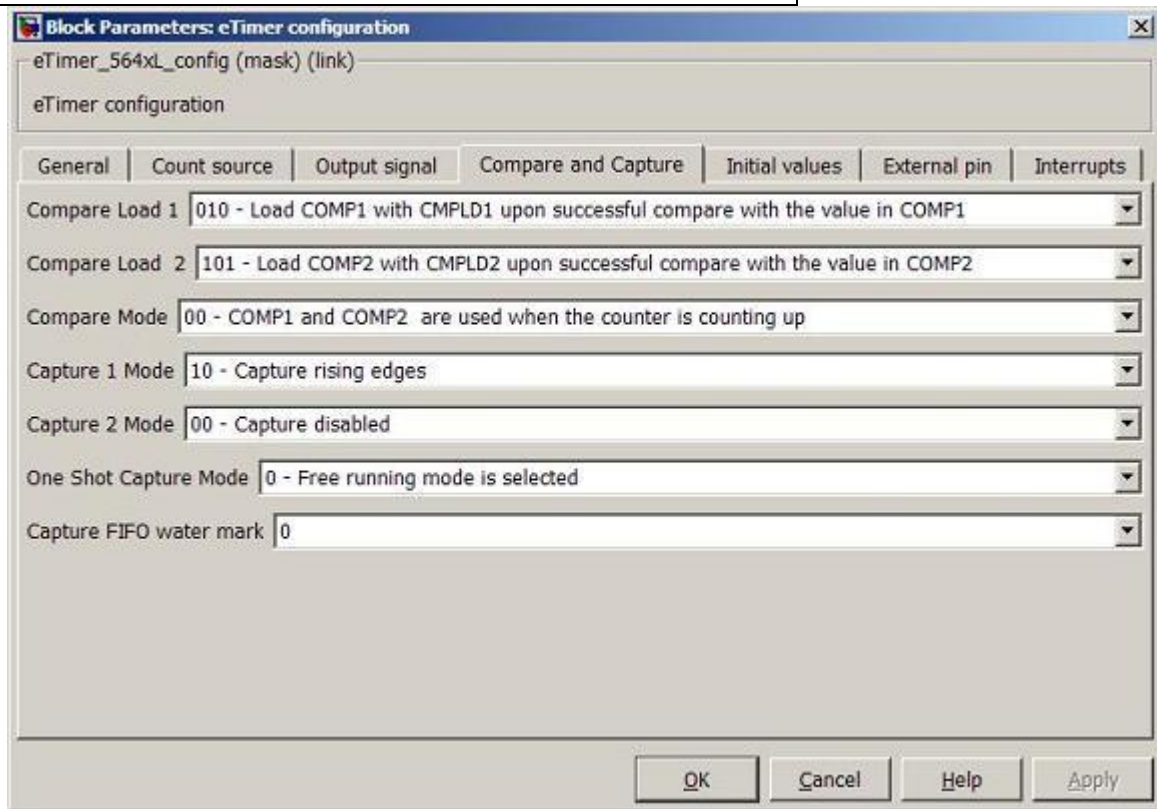 Block Parameters: eTimer configuration
eTimer_564xL_config (mask) (link)
eTimer configuration
General Count source Output signal Compare and Capture Initial values External pin Interrupts
Compare Load 1 010 - Load COMP1 with CMPLD1 upon successful compare with the value in COMP1
Compare Load  2 101 - Load COMP2 with CMPLD2 upon successful compare with the value in COMP2
Compare Mode 00 - COMP1 and COMP2  are used when the counter is counting up
Capture 1 Mode 10 - Capture rising edges
Capture 2 Mode 00 - Capture disabled
One Shot Capture Mode 0 - Free running mode is selected
Capture FIFO water mark 0
OK Cancel Help Apply